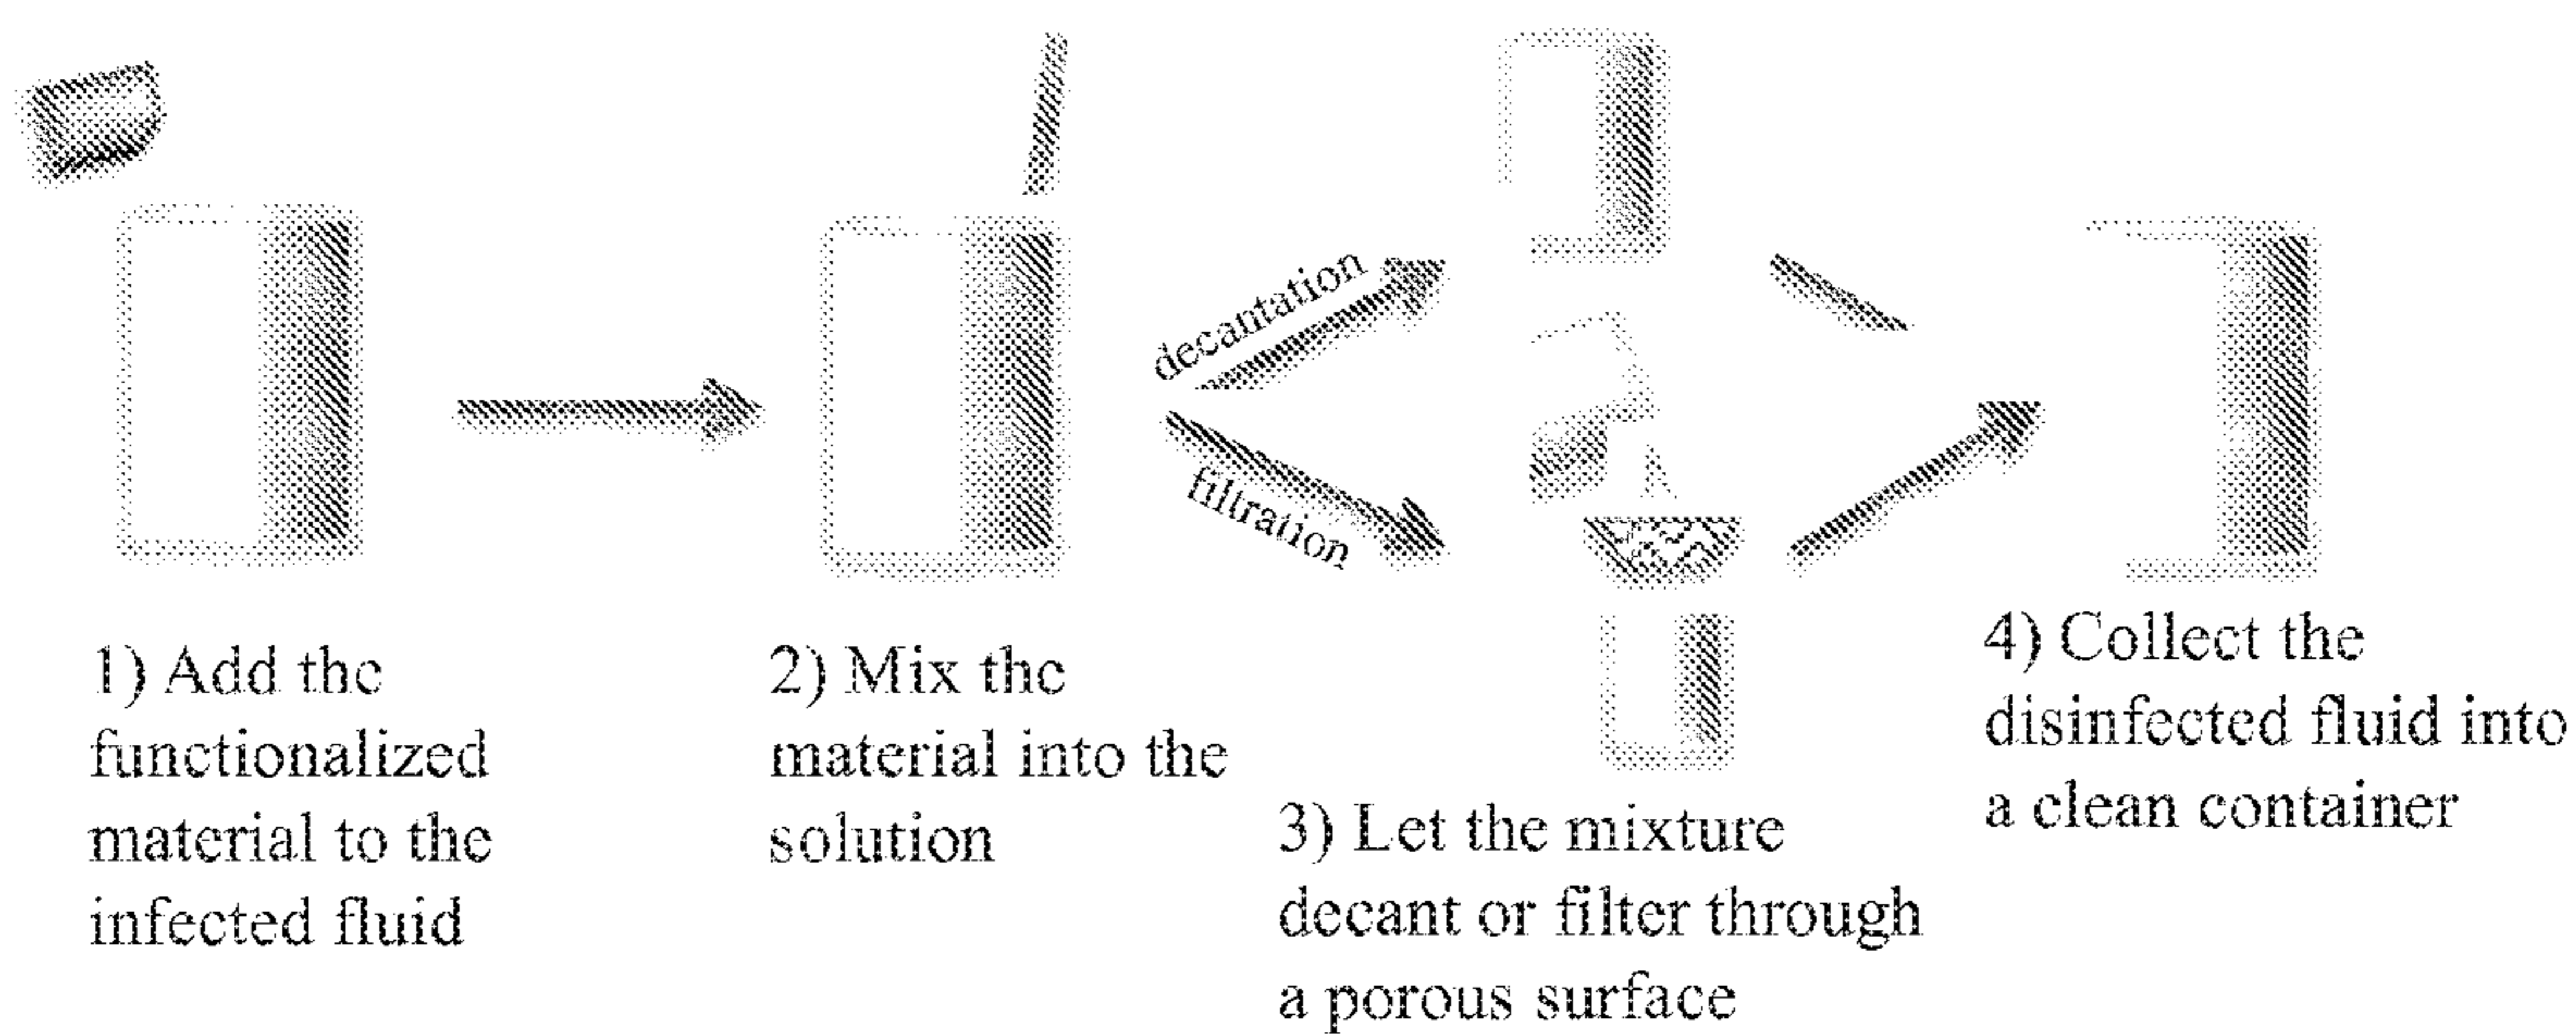 decantation
filtration
1) Add the
functionalized
material to the
infected fluid
2) Mix the
material into the
solution
3) Let the mixture
decant or filter through
a porous surface
4) Collect the
disinfected fluid into
a clean container